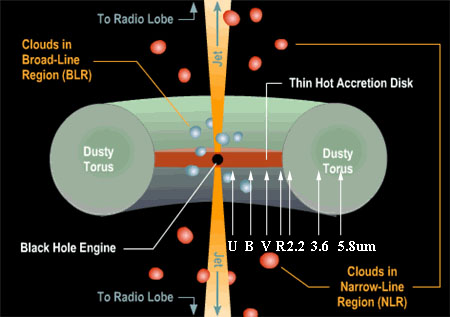 To Radio Lobe
Jet
Clouds in
Broad-Line
Region (BLR)
Thin Hot Accretion Disk
Dusty
Torus
Dusty
Torus
U B V R 2.2 3.6 5.8um
Black Hole Engine
Jet
Clouds in
Narrow-Line
Region (NLR)
To Radio Lobe